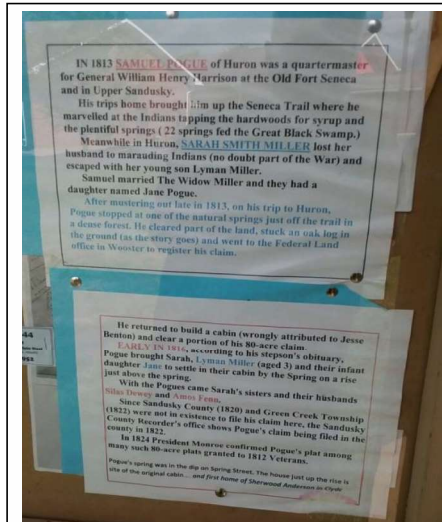 IN 1813 SAMUEL POGUE of Huron was a quartermaster
for General William Henry Harrison at the Old Fort Seneca
and in Upper Sandusky.
His trips home brought him up the Seneca Trail where he
marvelled at the Indians tapping the hardwoods for syrup and
the plentiful springs ( 22 springs fed the Great Black Swamp.)
Meanwhile in Huron, SARAH SMITH MILLER lost her
husband to marauding Indians (no doubt part of the War) and
escaped with her young son Lyman Miller.
Samuel married The Widow Miller and they had a
daughter named Jane Pogue.
After mustering out late in 1813, on his trip to Huron,
Pogue stopped at one of the natural springs just off the trail in
a dense forest. He cleared part of the land, stuck an oak log in
the ground (as the story goes) and went to the Federal Land
office in Wooster to register his claim.
He returned to build a cabin (wrongly attributed to Jesse
Benton) and clear a portion of his 80-acre claim.
EARLY IN 1816, according to his stepson's obituary,
Pogue brought Sarah, Lyman Miller (aged 3) and their infant
daughter Jane to settle in their cabin by the Spring on a rise
just above the spring.
With the Pogues came Sarah's sisters and their husbands
Silas Dewey and Amos Fenn.
Since Sandusky County (1820) and Green Creek Township
(1822) were not in existence to file his claim here, the Sandusky
County Recorder's office shows Pogue's claim being filed in the
county in 1822.
In 1824 President Monroe confirmed Pogue's plat among
many such 80-acre plats granted to 1812 Veterans.
Pogue's spring was in the dip on Spring Street. The house just up the rise is
site of the original cabin.... and first home of Sherwood Anderson in Clyde
44